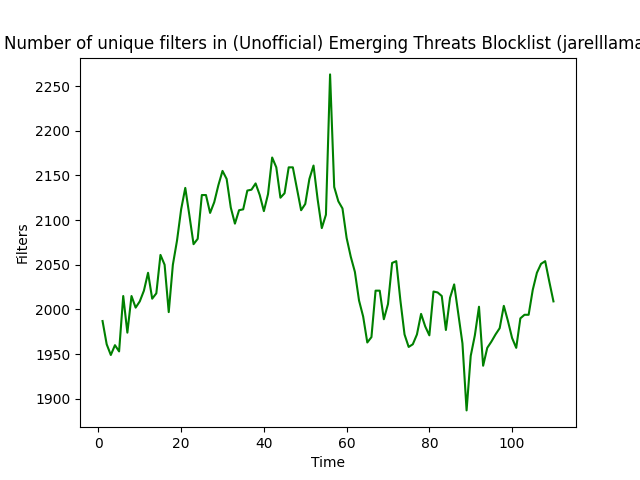 Number of unique filters in (Unofficial) Emerging Threats Blocklist (jarelllama
2250
2200
2150
2100
2050
2000
1950
1900
Filters
0 20 40 60 80 100
Time